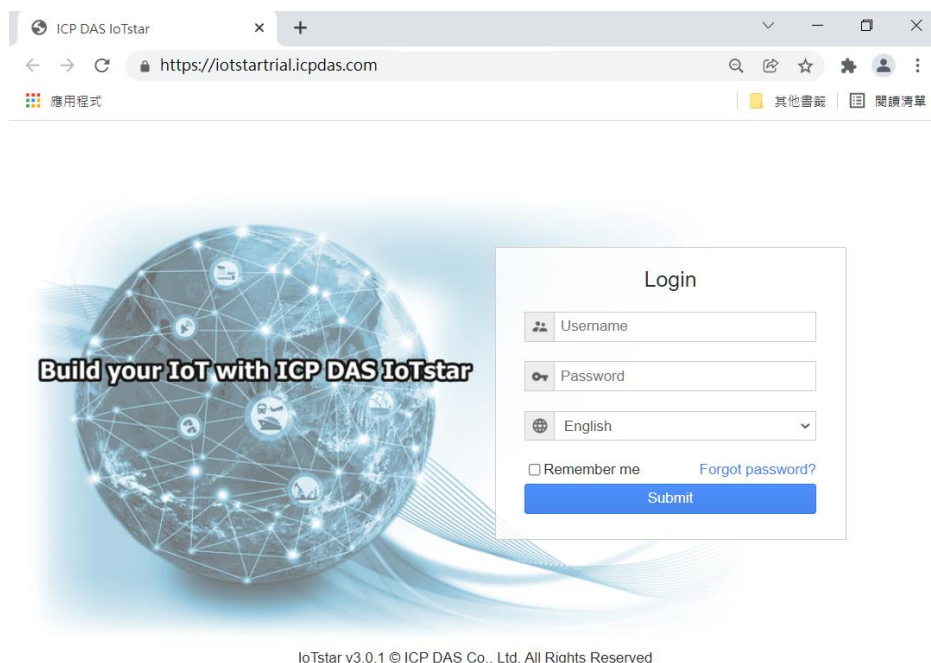 ICP DAS IoTstar
https://iotstartrial.icpdas.com
應用程式
其他書籤
閱讀清單
Build your IoT with ICP DAS IoTstar
Login
Username
Password
English
Remember me Forgot password?
Submit
IoTstar v3.0.1 © ICP DAS Co., Ltd. All Rights Reserved